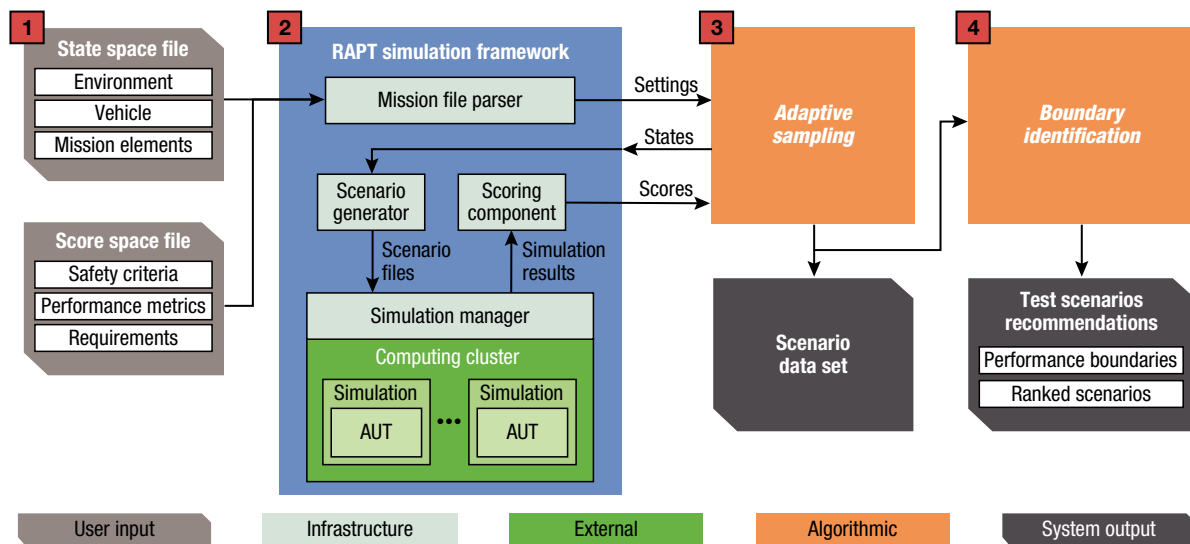 1
State space file
Environment
Vehicle
Mission elements
Score space file
Safety criteria
Performance metrics
Requirements
2
RAPT simulation framework
Mission file parser
Settings
States
Scores
Scenario
generator
Scoring
component
Scenario
files
Simulation
results
Simulation manager
Computing cluster
Simulation
AUT
•••
Simulation
AUT
3
Adaptive
sampling
Scenario
data set
4
Boundary
identification
Test scenarios
recommendations
Performance boundaries
Ranked scenarios
User input
Infrastructure
External
Algorithmic
System output